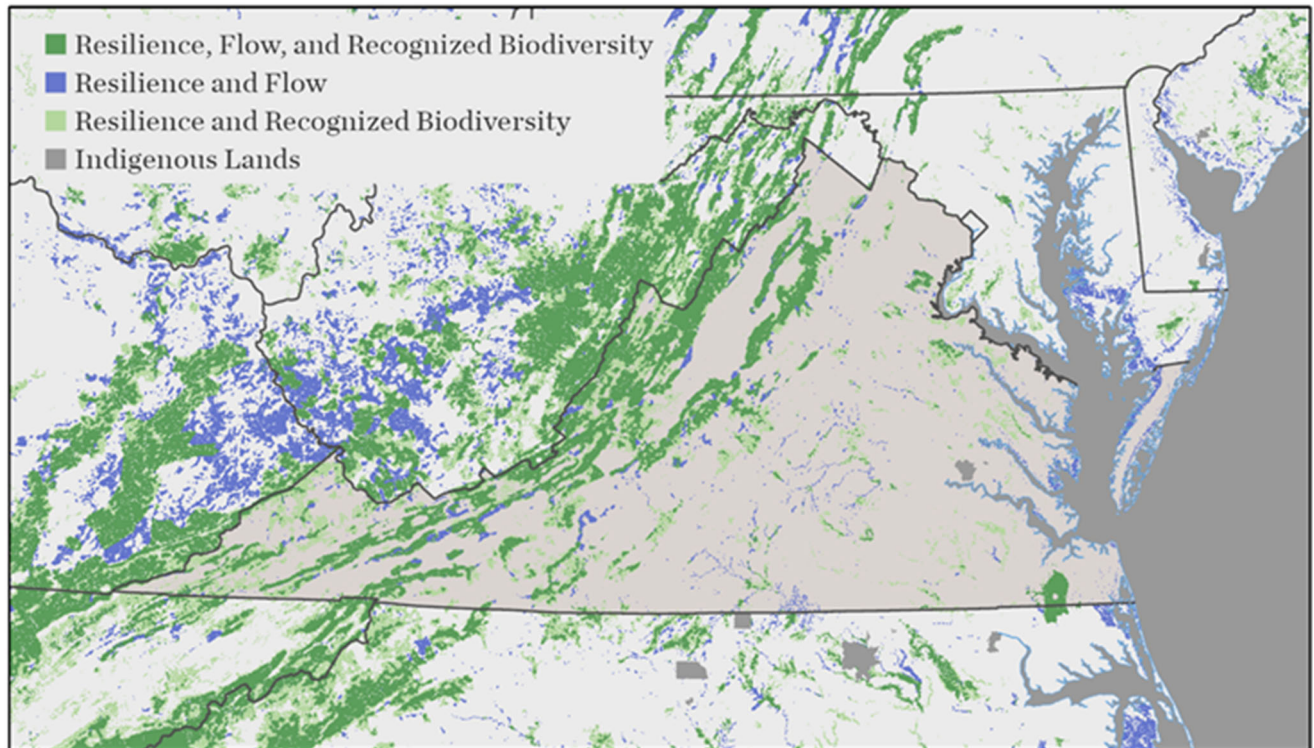 Resilience, Flow, and Recognized Biodiversity
Resilience and Flow
Resilience and Recognized Biodiversity
Indigenous Lands